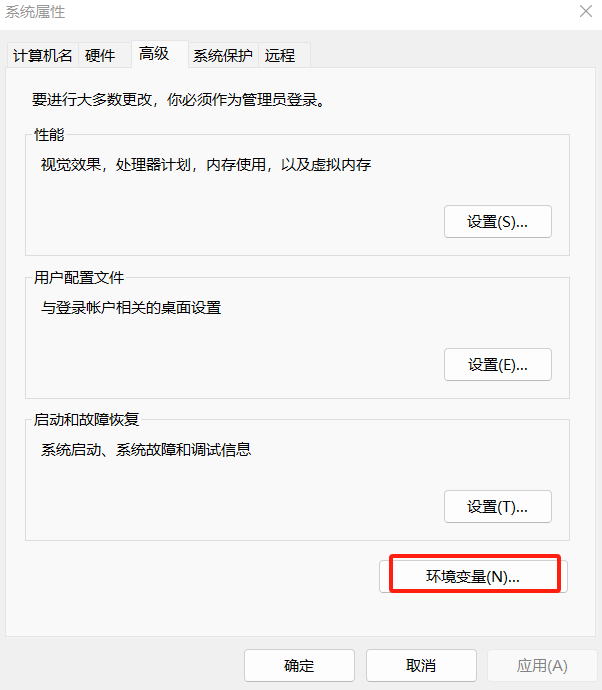 系统属性
计算机名 硬件 高级 系统保护 远程
要进行大多数更改，你必须作为管理员登录。
性能
视觉效果，处理器计划，内存使用，以及虚拟内存
设置(S)...
用户配置文件
与登录帐户相关的桌面设置
设置(E)...
启动和故障恢复
系统启动、系统故障和调试信息
设置(T)...
环境变量(N)...
确定 取消 应用(A)